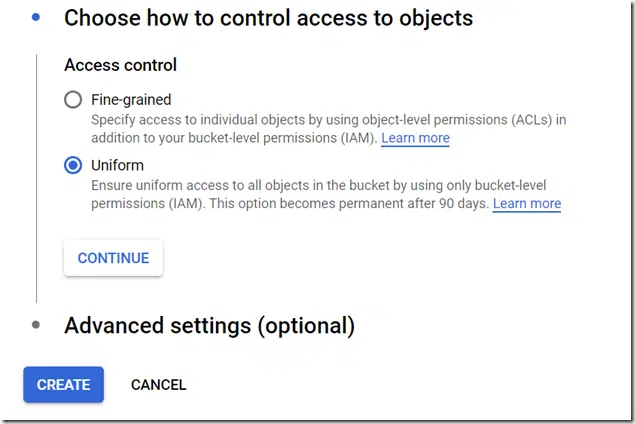 Choose how to control access to objects
Access control
Fine-grained
Specify access to individual objects by using object-level permissions (ACLs) in
addition to your bucket-level permissions (IAM). Learn more
Uniform
Ensure uniform access to all objects in the bucket by using only bucket-level
permissions (IAM). This option becomes permanent after 90 days. Learn more
CONTINUE
Advanced settings (optional)
CREATE CANCEL